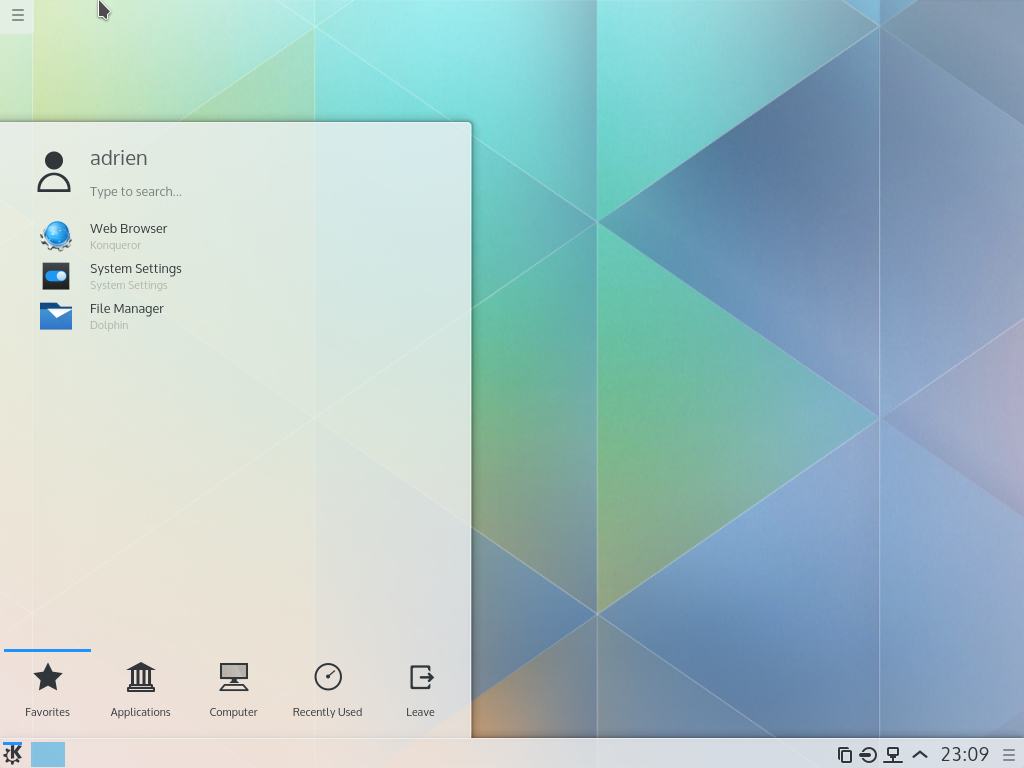 adrien
Type to search...
Web Browser
Konqueror
System Settings
System Settings
File Manager
Dolphin
Favorites
Applications
Computer
Recently Used
Leave
23:09